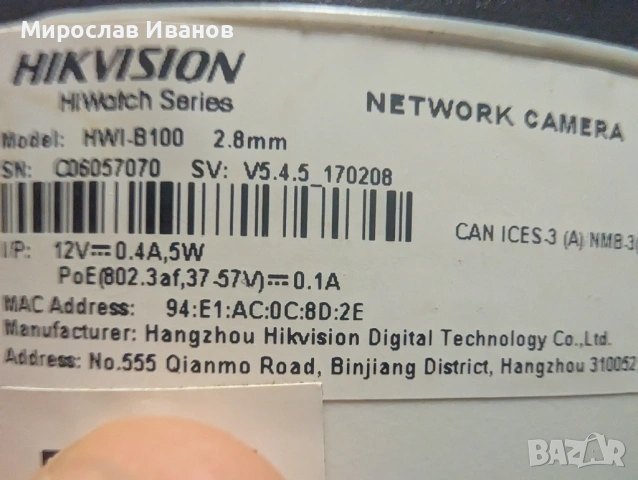 Мирослав Иванов
HIKVISION
HiWatch Series
NETWORK CAMERA
Model: HWI-B100 2.8mm
SN: C06057070 SV: V5.4.5_170208
CAN ICES-3 (A)/NMB-3(
I/P: 12V⎓0.4A,5W
PoE(802.3af,37-57V)⎓0.1A
MAC Address: 94:E1:AC:0C:8D:2E
Manufacturer: Hangzhou Hikvision Digital Technology Co.,Ltd.
Address: No.555 Qianmo Road, Binjiang District, Hangzhou 310052
BAZAR